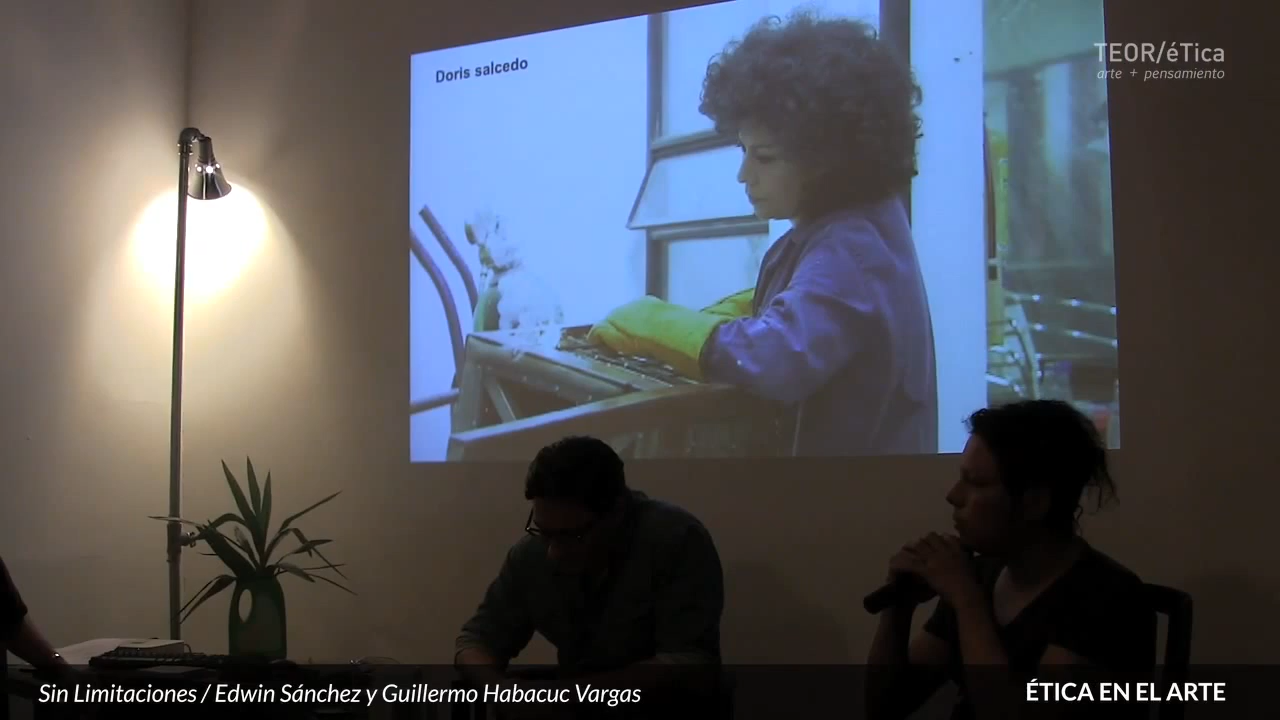 Doris salcedo
TEOR/éTica
arte + pensamiento
Sin Limitaciones / Edwin Sánchez y Guillermo Habacuc Vargas
ÉTICA EN EL ARTE